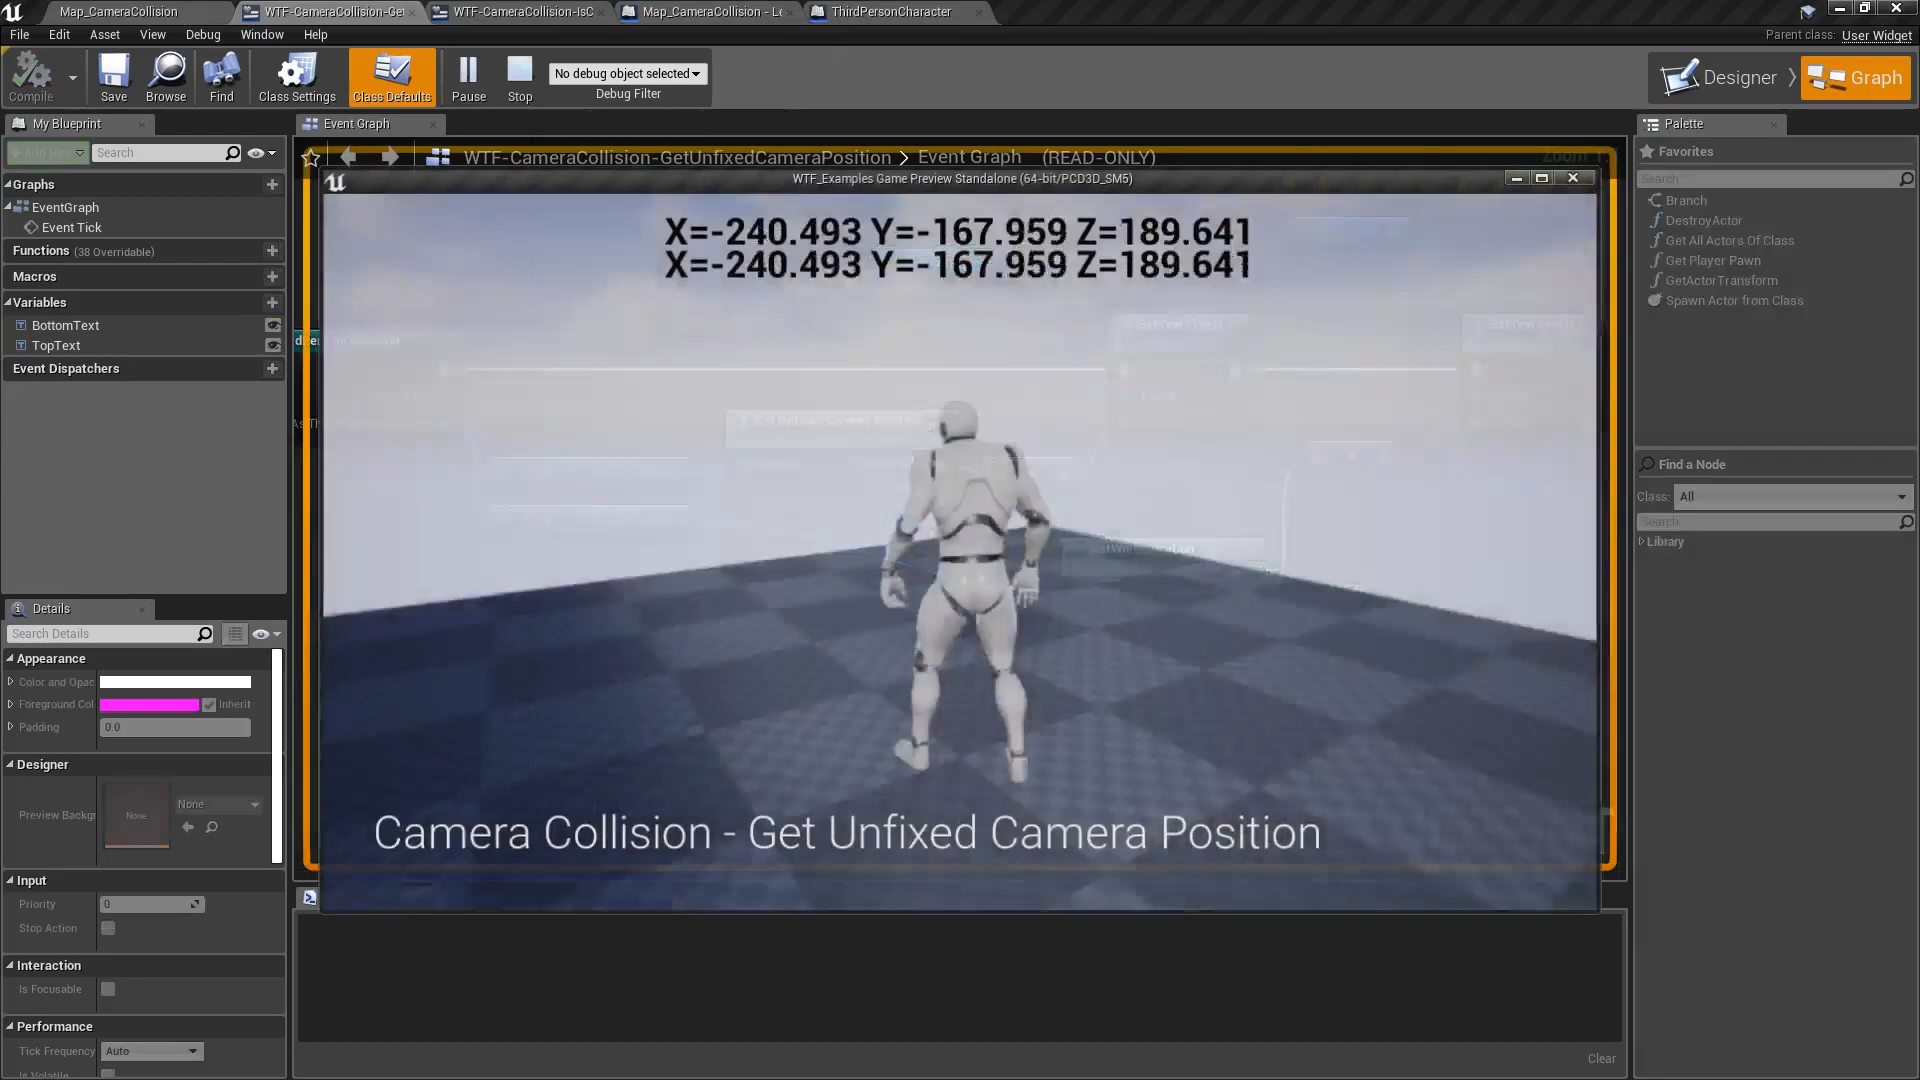 Map_CameraCollision
WTF-CameraCollision-Get
WTF-CameraCollision-IsC
Map_CameraCollision - Le
ThirdPersonCharacter
File
Edit
Asset
View
Debug
Window
Help
Parent class: User Widget
Compile
Save
Browse
Find
Class Settings
Class Defaults
Pause
Stop
No debug object selected
Debug Filter
Designer
Graph
My Blueprint
Event Graph
Palette
Add New
Search
WTF-CameraCollision-GetUnfixedCameraPosition > Event Graph (READ-ONLY)
Favorites
WTF_Examples Game Preview Standalone (64-bit/PCD3D_SM5)
Search
Graphs
EventGraph
Event Tick
Functions (38 Overridable)
Macros
Variables
BottomText
TopText
Event Dispatchers
X=-240.493 Y=-167.959 Z=189.641
X=-240.493 Y=-167.959 Z=189.641
Branch
DestroyActor
Get All Actors Of Class
Get Player Pawn
GetActorTransform
Spawn Actor from Class
Find a Node
Class: All
Search
Library
Details
Search Details
Appearance
Color and Opac
Foreground Col
Inherit
Padding
0.0
Designer
Preview Backgr
None
None
Camera Collision - Get Unfixed Camera Position
Input
Priority
0
Stop Action
Interaction
Is Focusable
Performance
Tick Frequency
Auto
Is Volatile
Clear